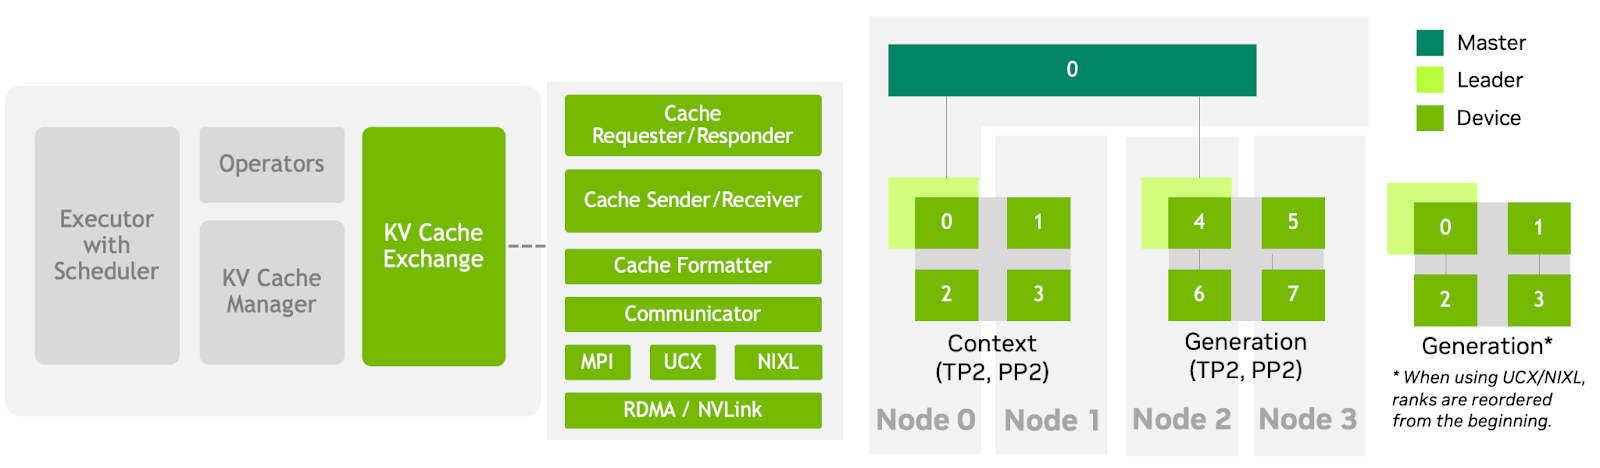 Executor
with
Scheduler
Operators
KV Cache
Manager
KV Cache
Exchange
Cache
Requester/Responder
Cache Sender/Receiver
Cache Formatter
Communicator
MPI
UCX
NIXL
RDMA / NVLink
0
0
1
2
3
Context
(TP2, PP2)
4
5
6
7
Generation
(TP2, PP2)
Node 0
Node 1
Node 2
Node 3
Master
Leader
Device
0
1
2
3
Generation*
* When using UCX/NIXL,
ranks are reordered
from the beginning.